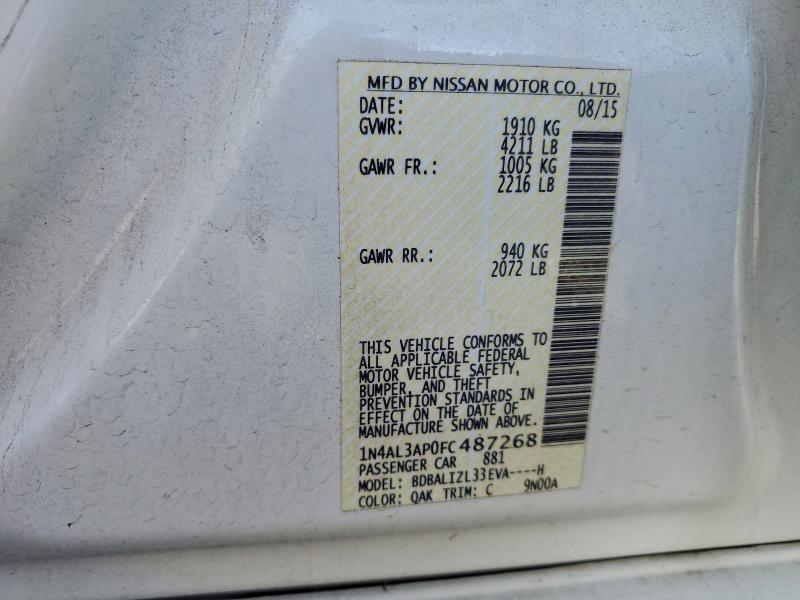 MFD BY NISSAN MOTOR CO., LTD.
DATE: 08/15
GVWR: 1910 KG
4211 LB
GAWR FR.: 1005 KG
2216 LB
GAWR RR.: 940 KG
2072 LB
THIS VEHICLE CONFORMS TO
ALL APPLICABLE FEDERAL
MOTOR VEHICLE SAFETY,
BUMPER, AND THEFT
PREVENTION STANDARDS IN
EFFECT ON THE DATE OF
MANUFACTURE SHOWN ABOVE.
1N4AL3AP0FC487268
PASSENGER CAR 881
MODEL: BDBALIZL33EVA----H
COLOR: QAK TRIM: C 9N00A